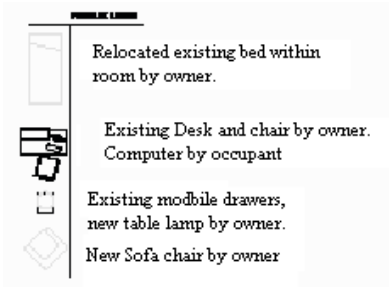 Relocated existing bed within
room by owner.
Existing Desk and chair by owner.
Computer by occupant
Existing modbile drawers,
new table lamp by owner.
New Sofa chair by owner